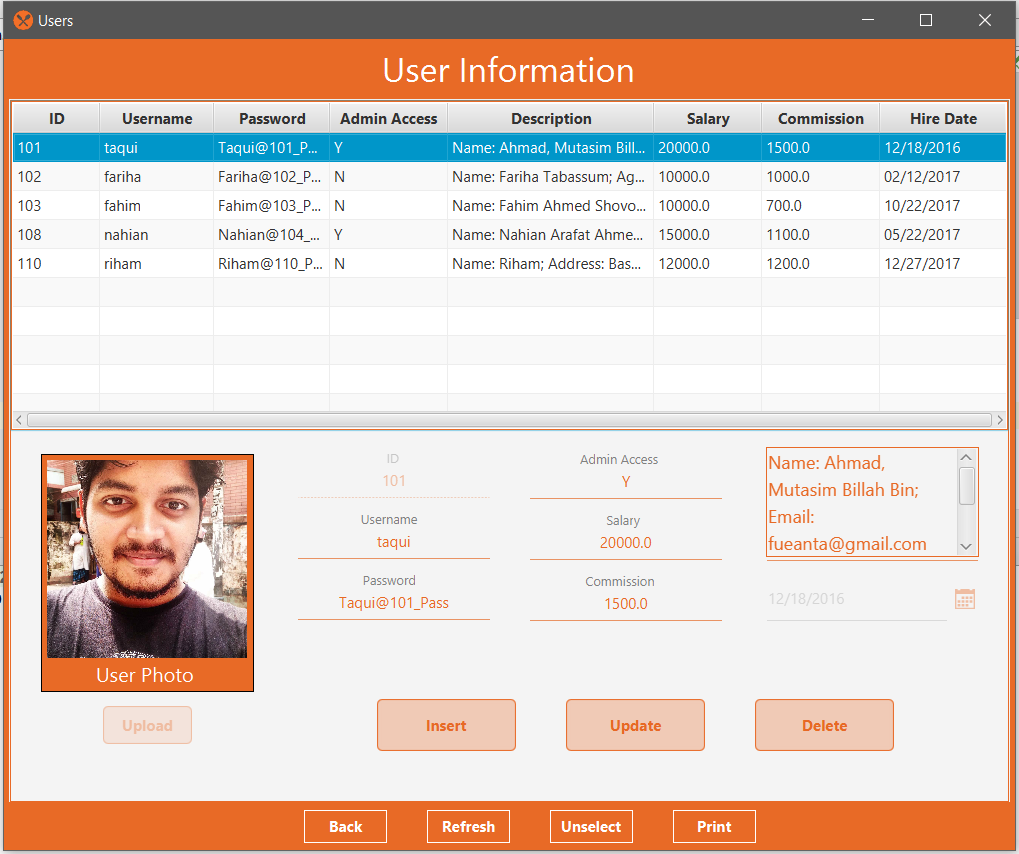 Users
User Information
ID Username Password Admin Access Description Salary Commission Hire Date
101 taqui Taqui@101_P... Y Name: Ahmad, Mutasim Bill... 20000.0 1500.0 12/18/2016
102 fariha Fariha@102_P... N Name: Fariha Tabassum; Ag... 10000.0 1000.0 02/12/2017
103 fahim Fahim@103_P... N Name: Fahim Ahmed Shovo... 10000.0 700.0 10/22/2017
108 nahian Nahian@104_... Y Name: Nahian Arafat Ahme... 15000.0 1100.0 05/22/2017
110 riham Riham@110_P... N Name: Riham; Address: Bas... 12000.0 1200.0 12/27/2017
User Photo
Upload
ID
101
Username
taqui
Password
Taqui@101_Pass
Admin Access
Y
Salary
20000.0
Commission
1500.0
Name: Ahmad,
Mutasim Billah Bin;
Email:
fueanta@gmail.com
12/18/2016
Insert Update Delete
Back Refresh Unselect Print